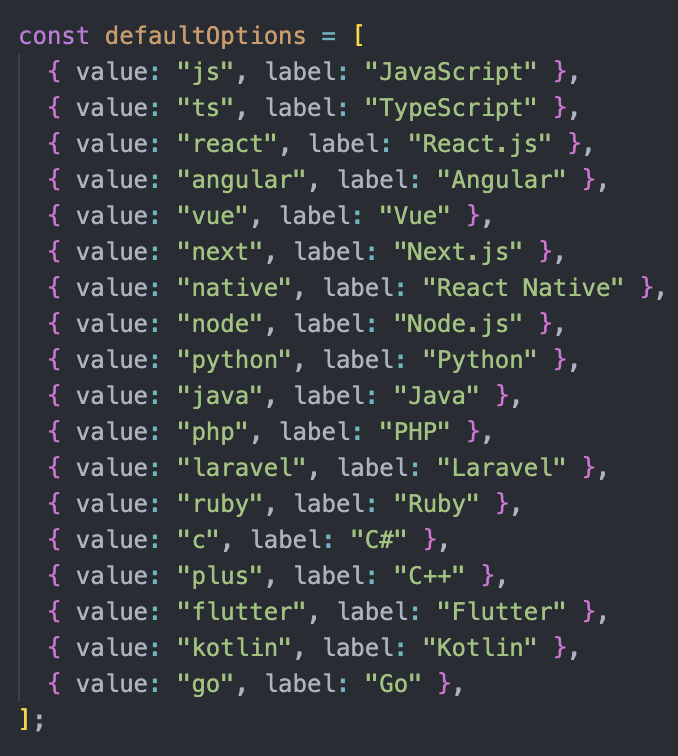 const defaultOptions = [
  { value: "js", label: "JavaScript" },
  { value: "ts", label: "TypeScript" },
  { value: "react", label: "React.js" },
  { value: "angular", label: "Angular" },
  { value: "vue", label: "Vue" },
  { value: "next", label: "Next.js" },
  { value: "native", label: "React Native" },
  { value: "node", label: "Node.js" },
  { value: "python", label: "Python" },
  { value: "java", label: "Java" },
  { value: "php", label: "PHP" },
  { value: "laravel", label: "Laravel" },
  { value: "ruby", label: "Ruby" },
  { value: "c", label: "C#" },
  { value: "plus", label: "C++" },
  { value: "flutter", label: "Flutter" },
  { value: "kotlin", label: "Kotlin" },
  { value: "go", label: "Go" },
];